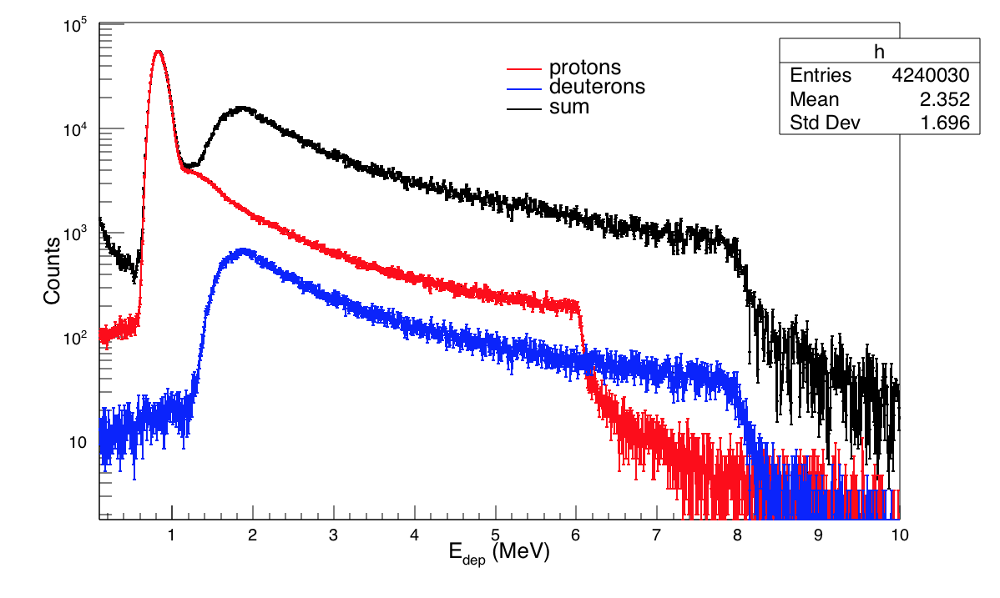 10^5
10^4
10^3
10^2
10
Counts
protons
deuterons
sum
h
Entries 4240030
Mean 2.352
Std Dev 1.696
1 2 3 4 5 6 7 8 9 10
E_dep (MeV)